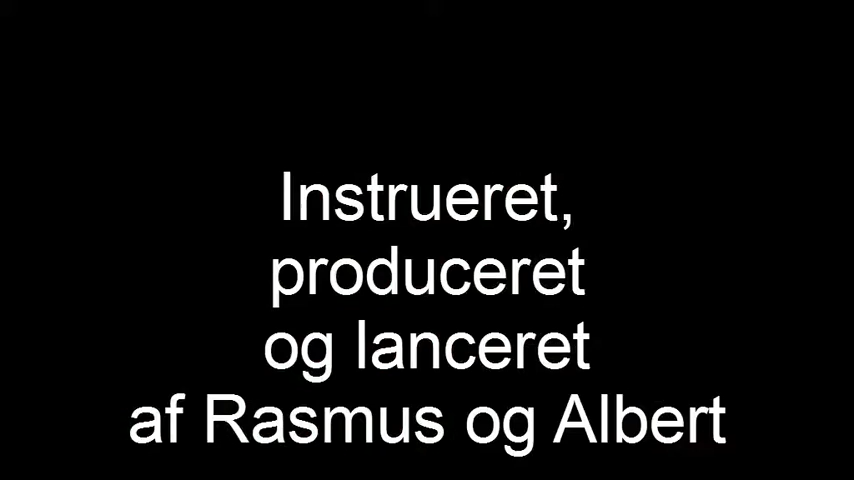 Instrueret,
produceret
og lanceret
af Rasmus og Albert